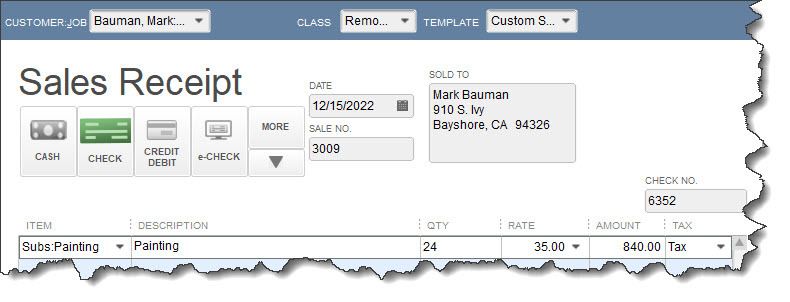 CUSTOMER:JOB Bauman, Mark:... CLASS Remo... TEMPLATE Custom S...
Sales Receipt
DATE
12/15/2022
SALE NO.
3009
SOLD TO
Mark Bauman
910 S. Ivy
Bayshore, CA 94326
CASH
CHECK
CREDIT
DEBIT
e-CHECK
MORE
CHECK NO.
6352
ITEM DESCRIPTION QTY RATE AMOUNT TAX
Subs:Painting Painting 24 35.00 840.00 Tax